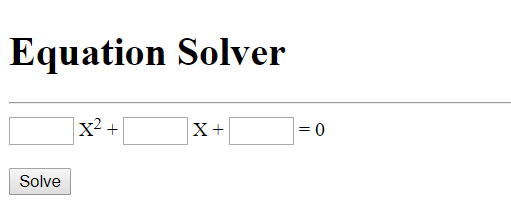 Equation Solver
X² + X + = 0
Solve